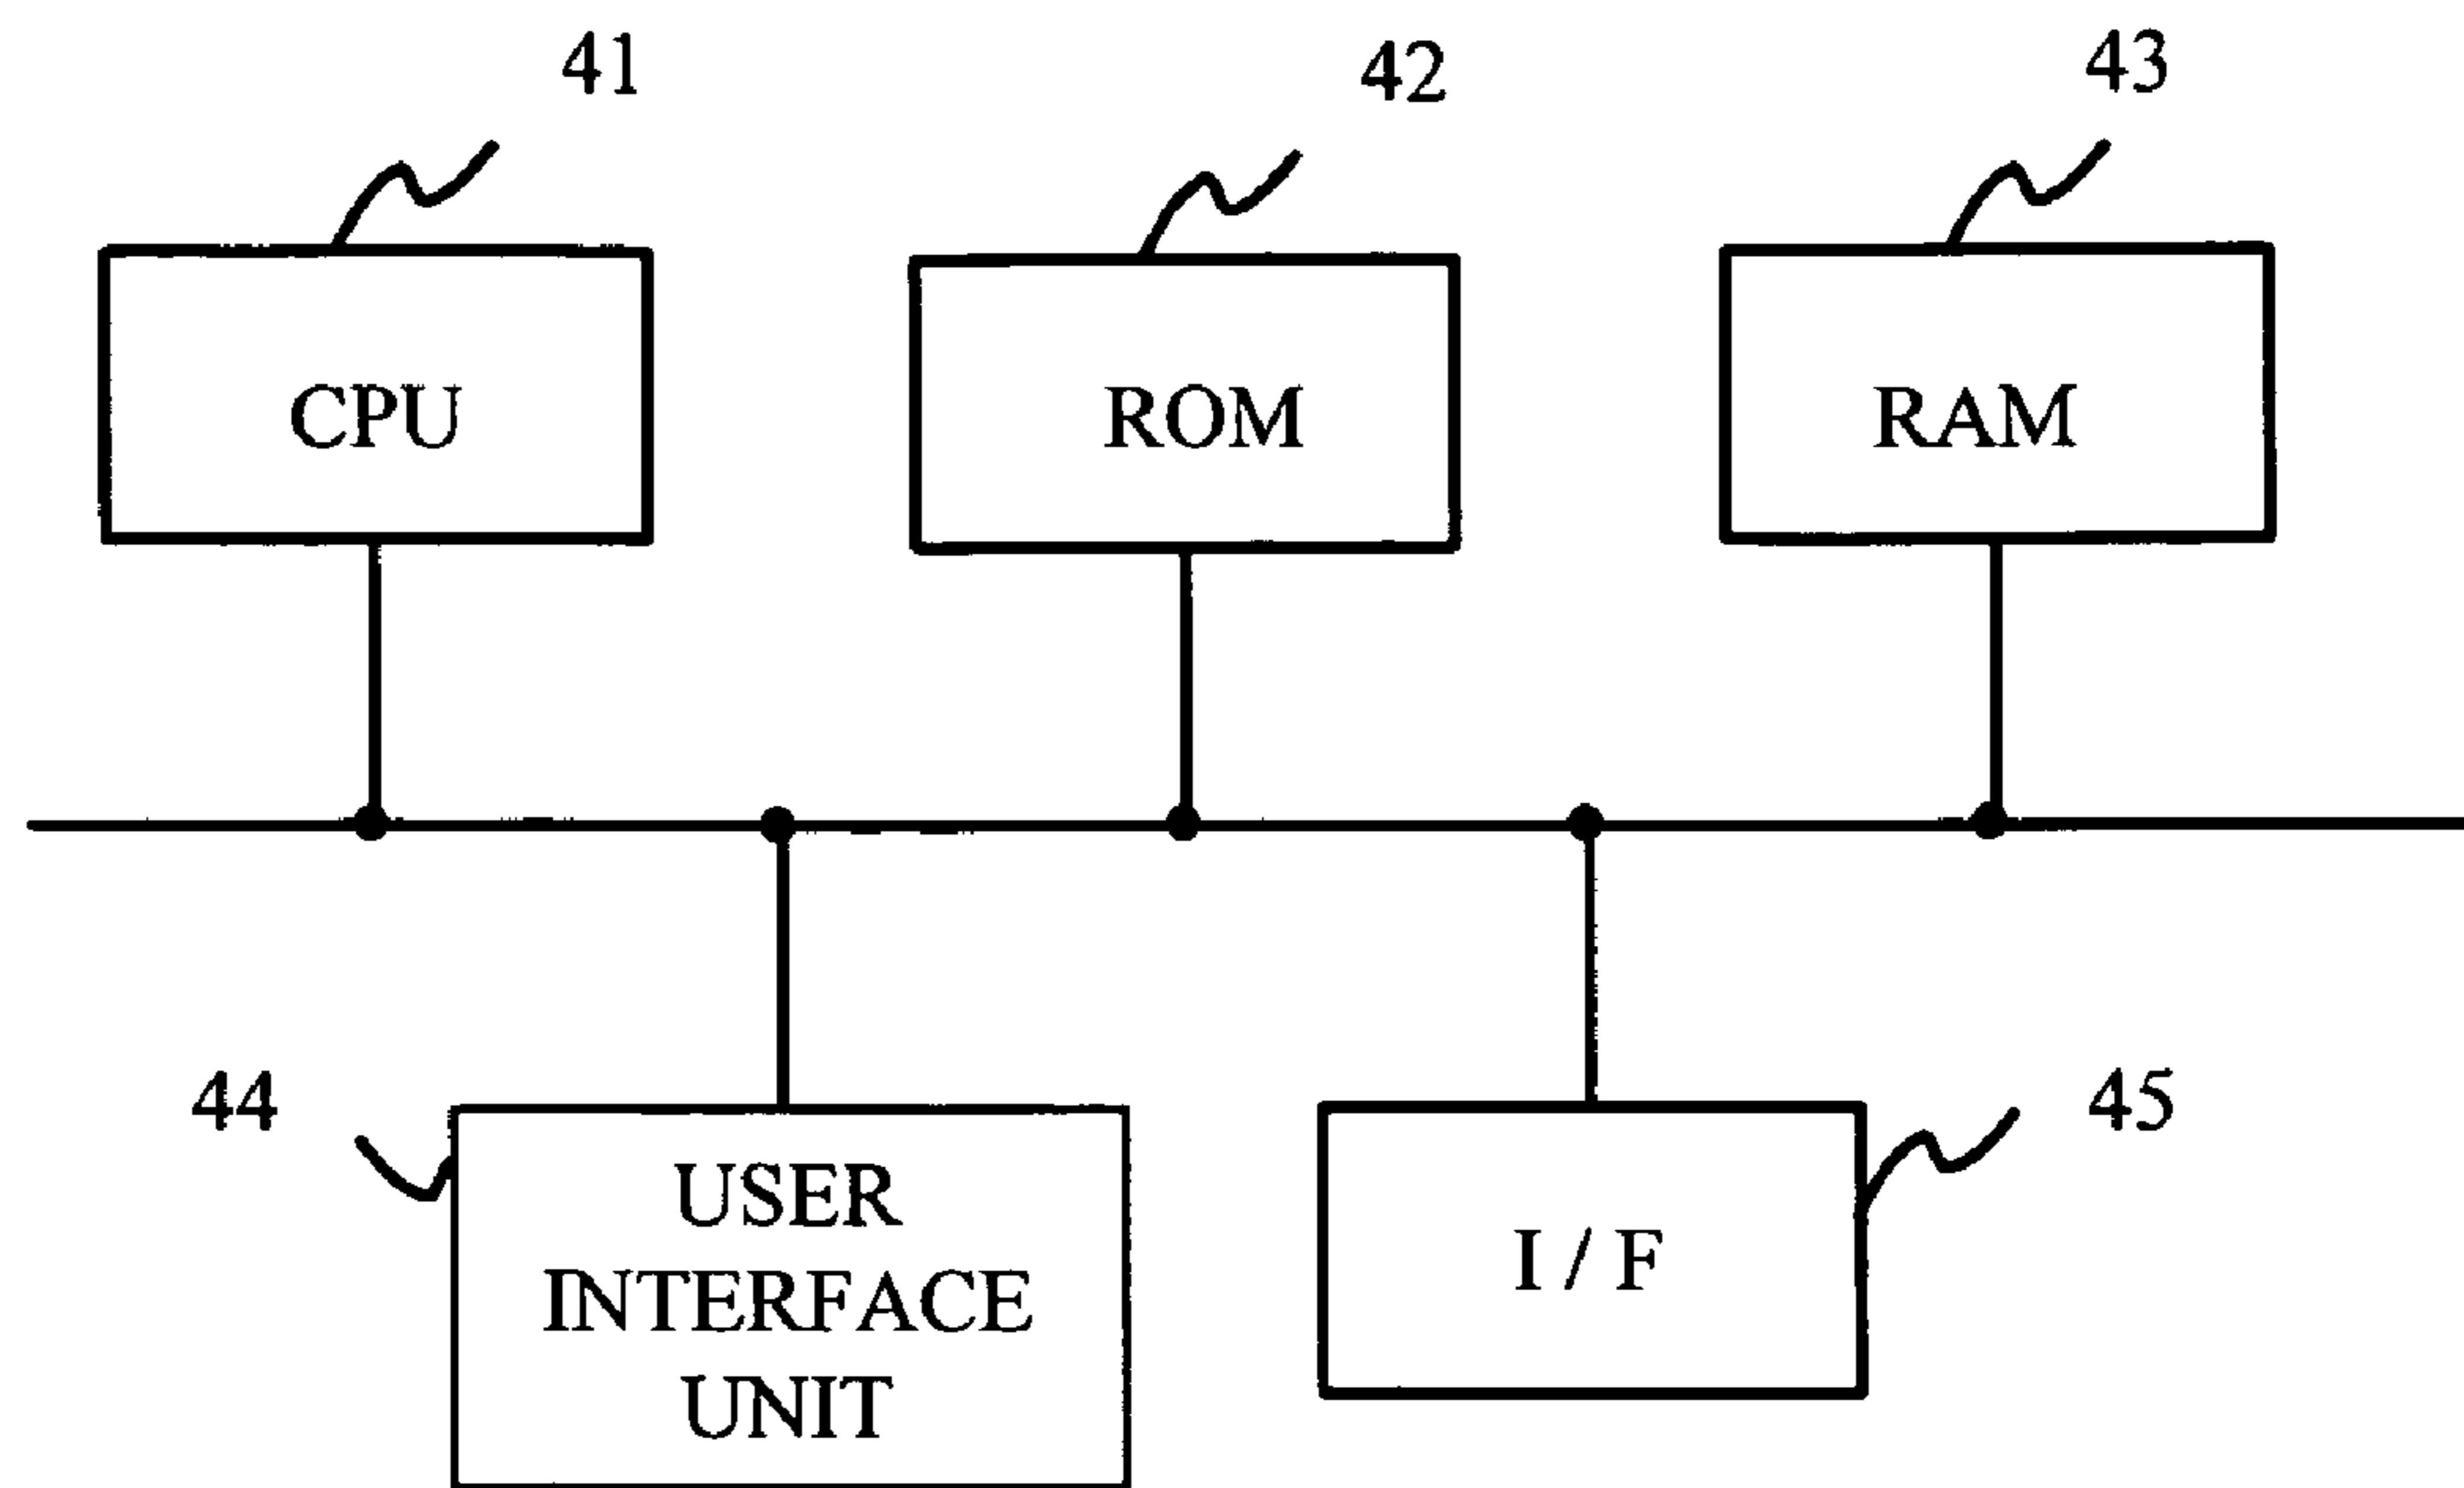 41
42
43
CPU
ROM
RAM
44
45
USER
INTERFACE
UNIT
I / F